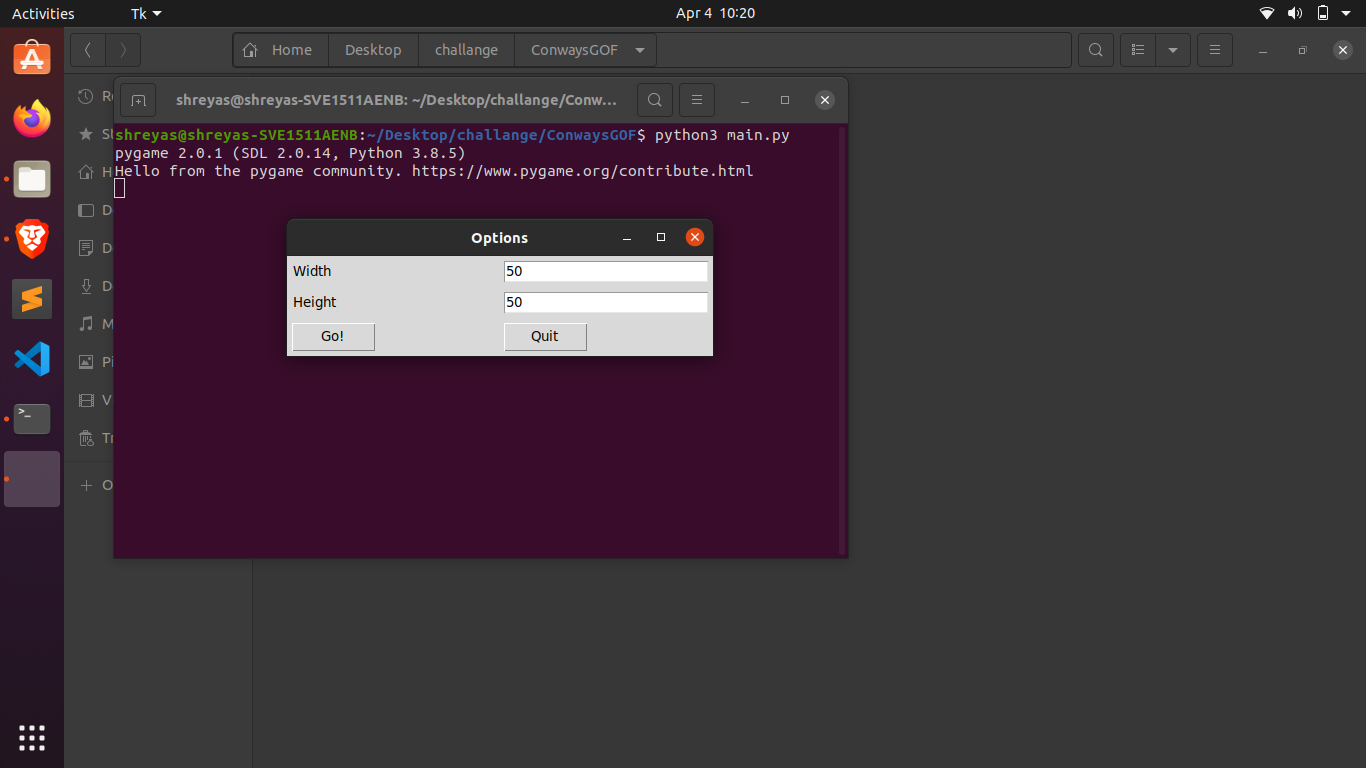 Activities
Tk
Apr 4 10:20
Home
Desktop
challange
ConwaysGOF
shreyas@shreyas-SVE1511AENB: ~/Desktop/challange/Conw...
shreyas@shreyas-SVE1511AENB:~/Desktop/challange/ConwaysGOF$ python3 main.py
pygame 2.0.1 (SDL 2.0.14, Python 3.8.5)
Hello from the pygame community. https://www.pygame.org/contribute.html
Options
Width
50
Height
50
Go!
Quit